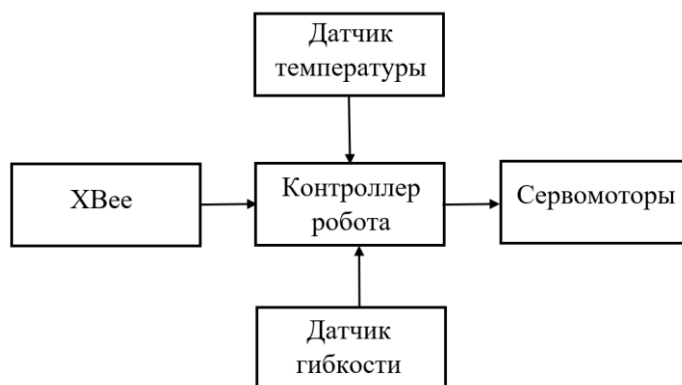 Датчик
температуры
XBee
Контроллер
робота
Сервомоторы
Датчик
гибкости